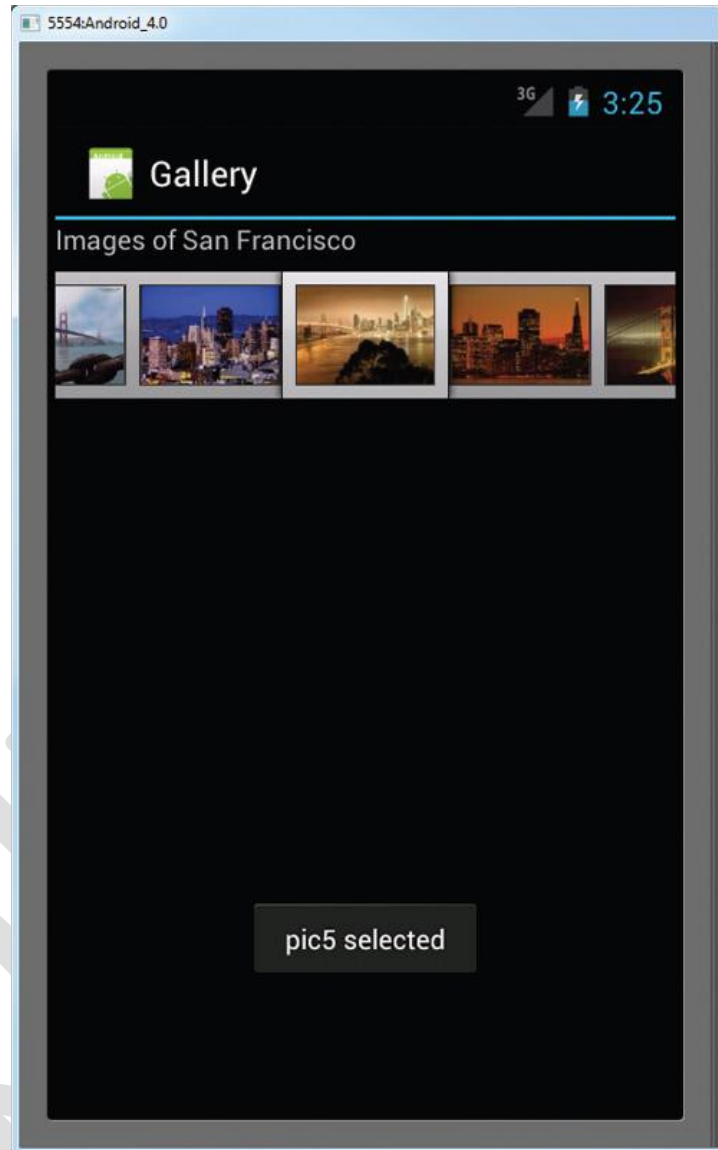 5554:Android_4.0
3G 3:25
Gallery
Images of San Francisco
pic5 selected